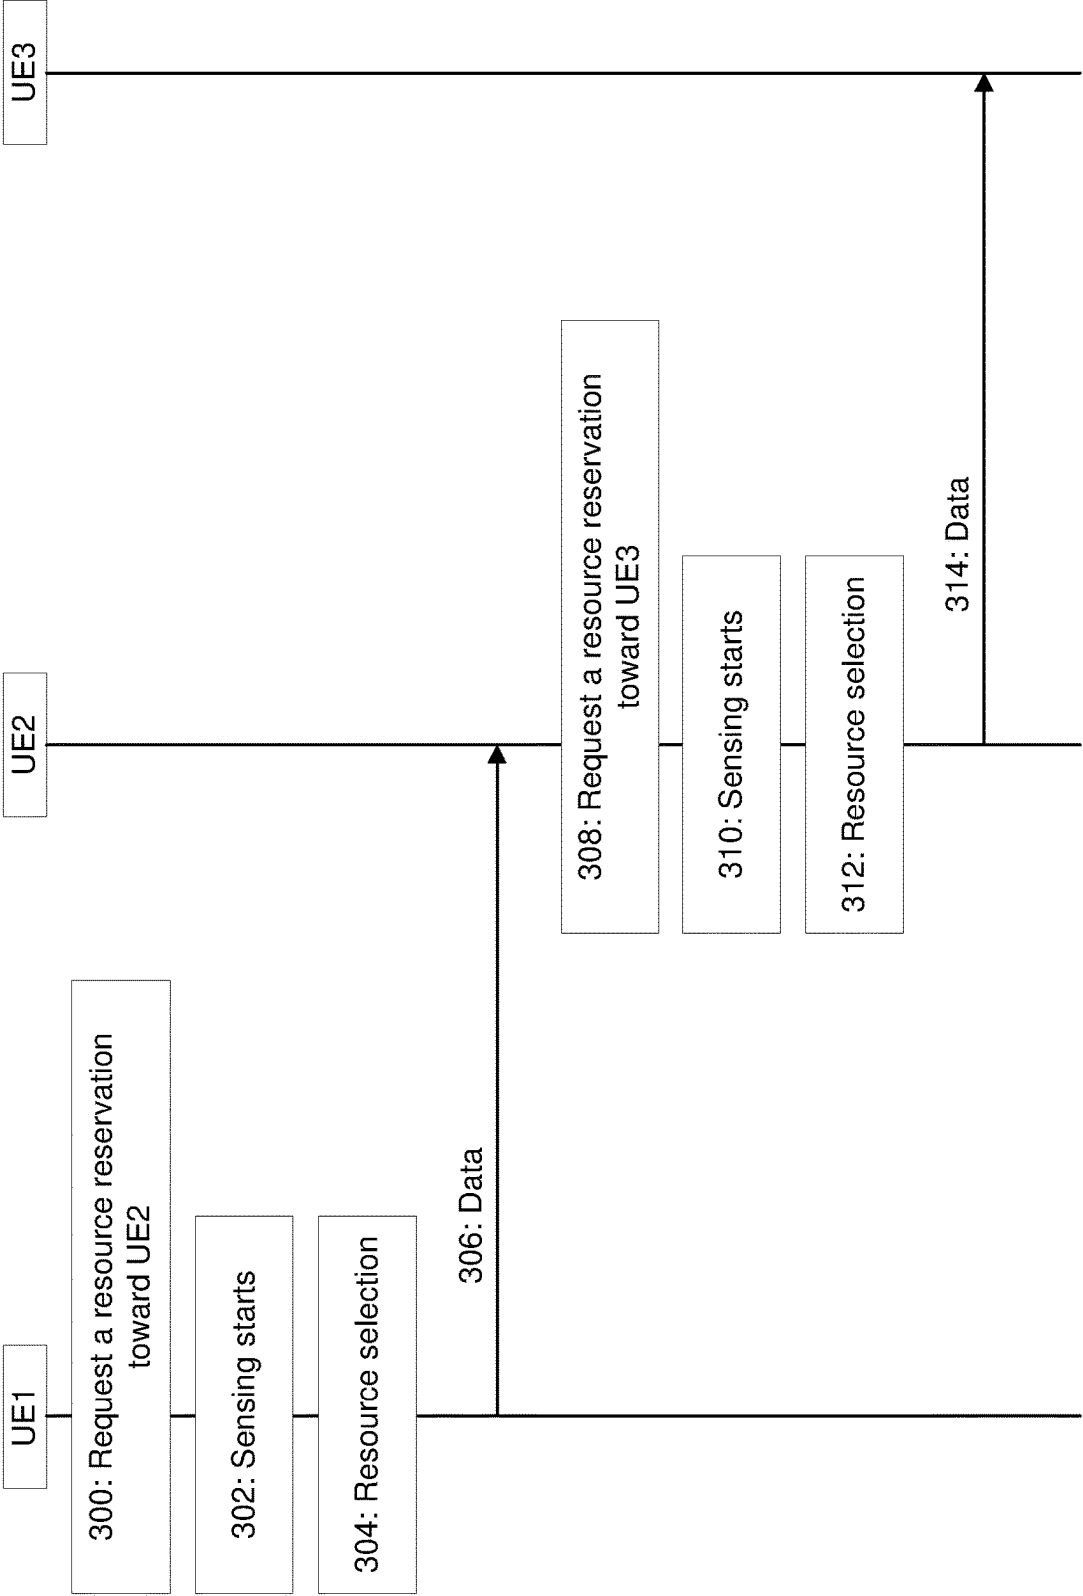 UE1
UE2
UE3
300: Request a resource reservation
toward UE2
302: Sensing starts
304: Resource selection
306: Data
308: Request a resource reservation
toward UE3
310: Sensing starts
312: Resource selection
314: Data